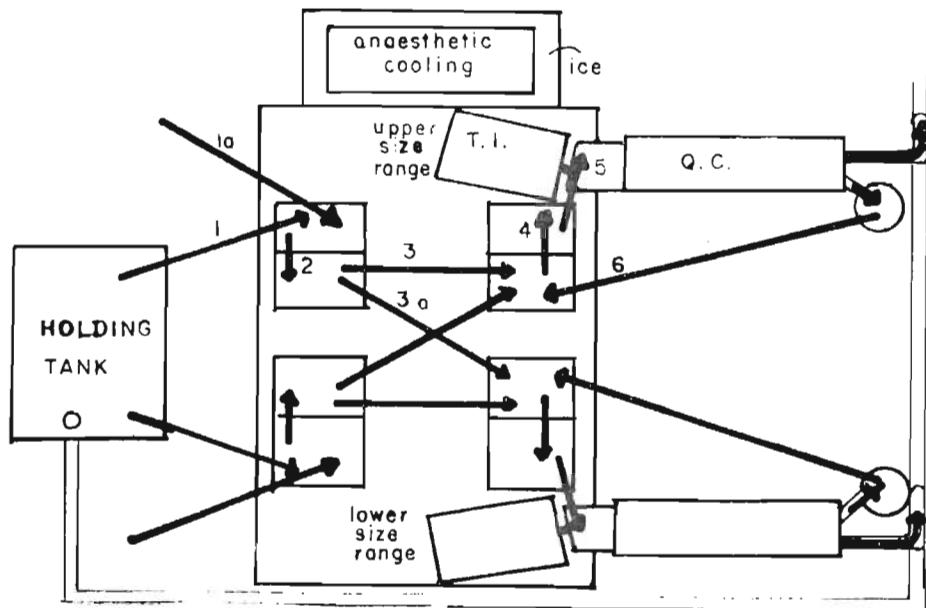 anaesthetic
cooling
ice
upper
size
range
T. I.
5
Q. C.
1a
1
2
3
4
6
3a
HOLDING
TANK
lower
size
range